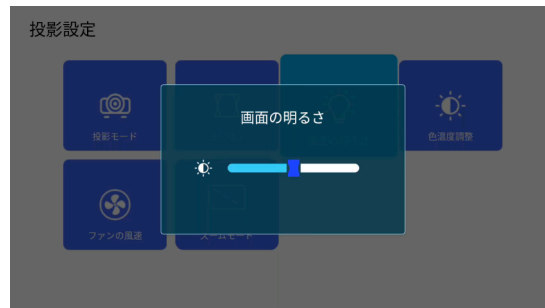 投影設定
画面の明るさ
投影モード
色温度調整
ファンの風速
ズームモード